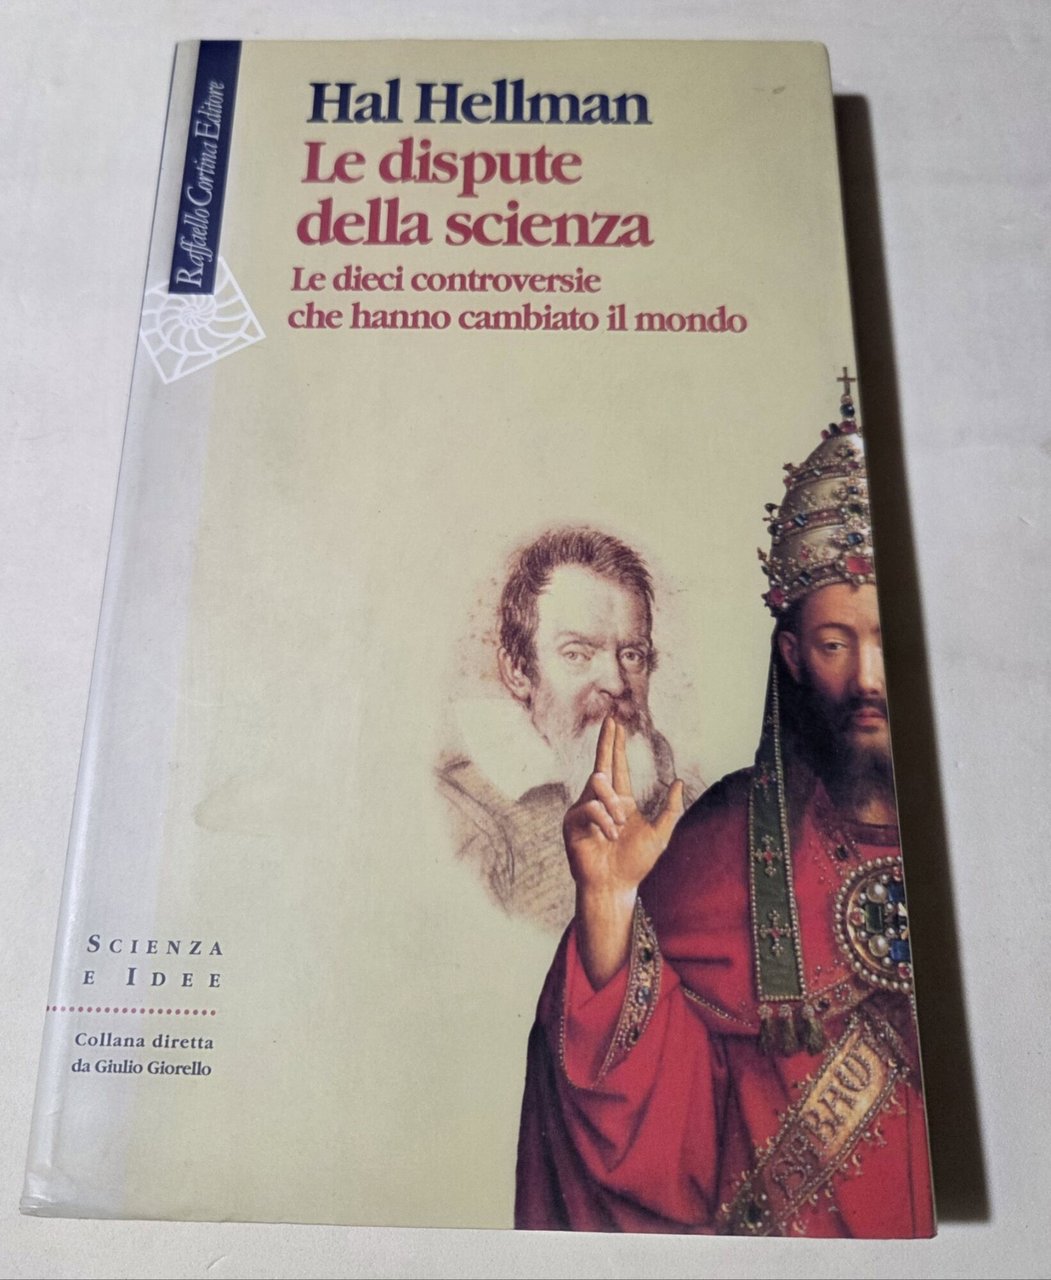 Raffaello Cortina Editore
Hal Hellman
Le dispute
della scienza
Le dieci controversie
che hanno cambiato il mondo
SCIENZA
E IDEE
Collana diretta
da Giulio Giorello
SABAWT